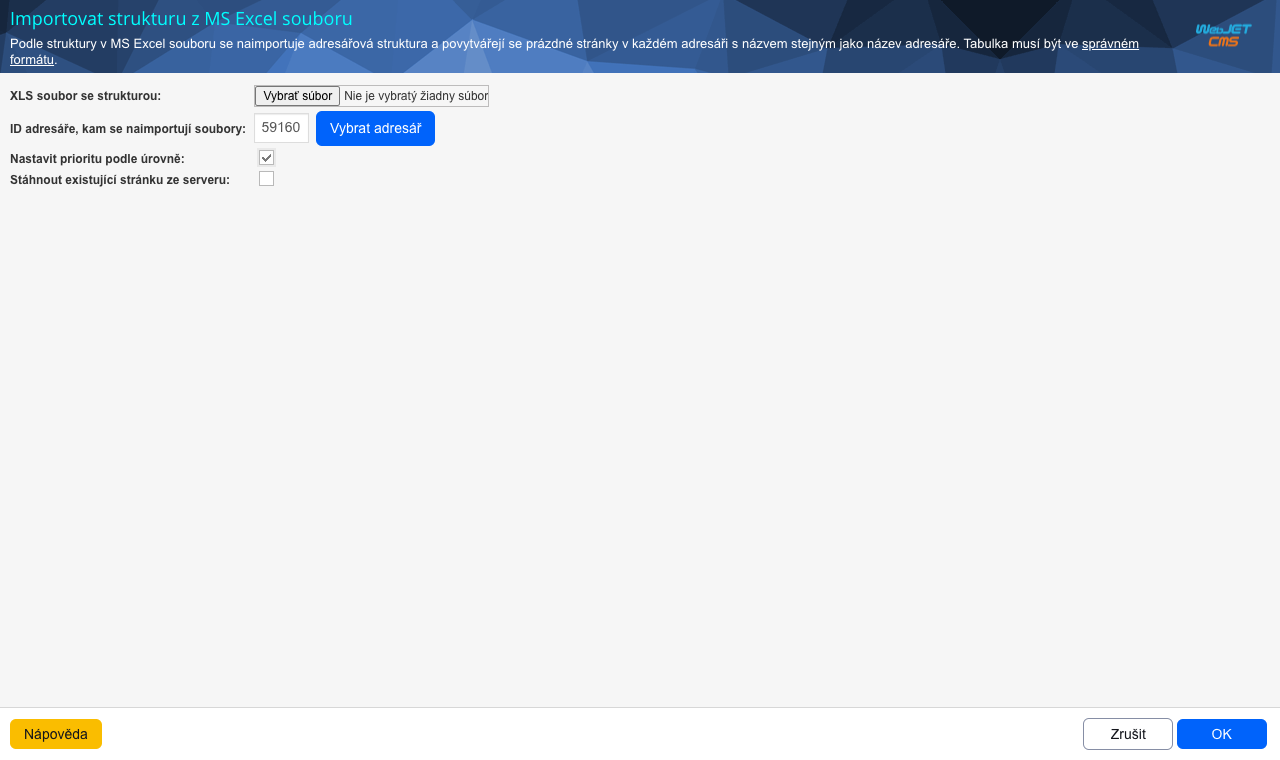 Importovat strukturu z MS Excel souboru
Podle struktury v MS Excel souboru se naimportuje adresářová struktura a povytvářejí se prázdné stránky v každém adresáři s názvem stejným jako název adresáře. Tabulka musí být ve správném
formátu.
WebJET
CMS
XLS soubor se strukturou:
Vybrať súbor Nie je vybratý žiadny súbor
ID adresáře, kam se naimportují soubory:
59160
Vybrat adresář
Nastavit prioritu podle úrovně:
Stáhnout existující stránku ze serveru:
Nápověda
Zrušit
OK